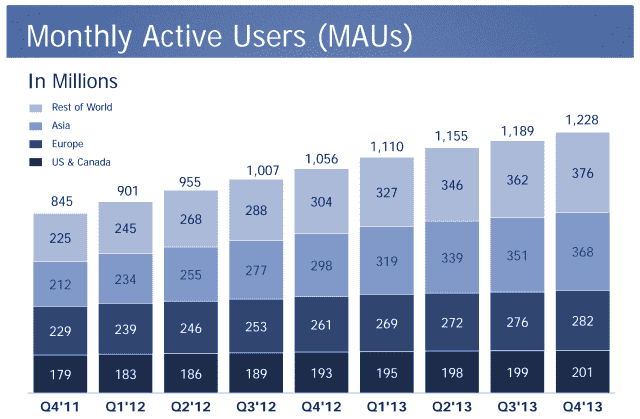 Monthly Active Users (MAUs)
In Millions
Rest of World
Asia
Europe
US & Canada
845 901 955 1,007 1,056 1,110 1,155 1,189 1,228
225 245 268 288 304 327 346 362 376
212 234 255 277 298 319 339 351 368
229 239 246 253 261 269 272 276 282
179 183 186 189 193 195 198 199 201
Q4'11 Q1'12 Q2'12 Q3'12 Q4'12 Q1'13 Q2'13 Q3'13 Q4'13